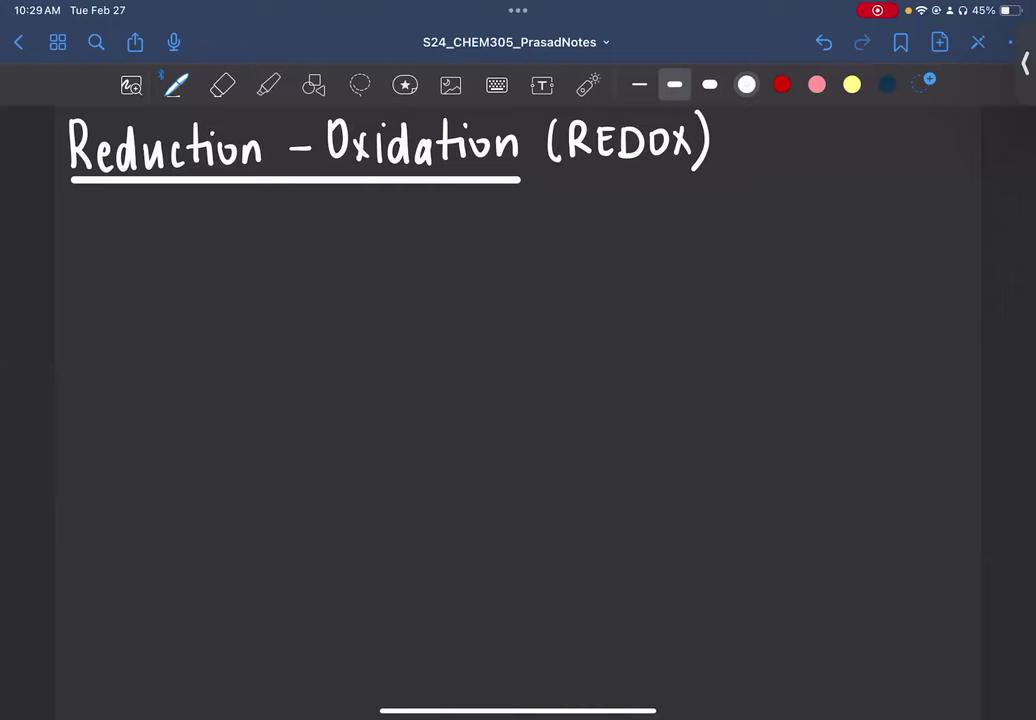 10:29 AM Tue Feb 27
45%
S24_CHEM305_PrasadNotes
T
Reduction - Oxidation (REDOX)